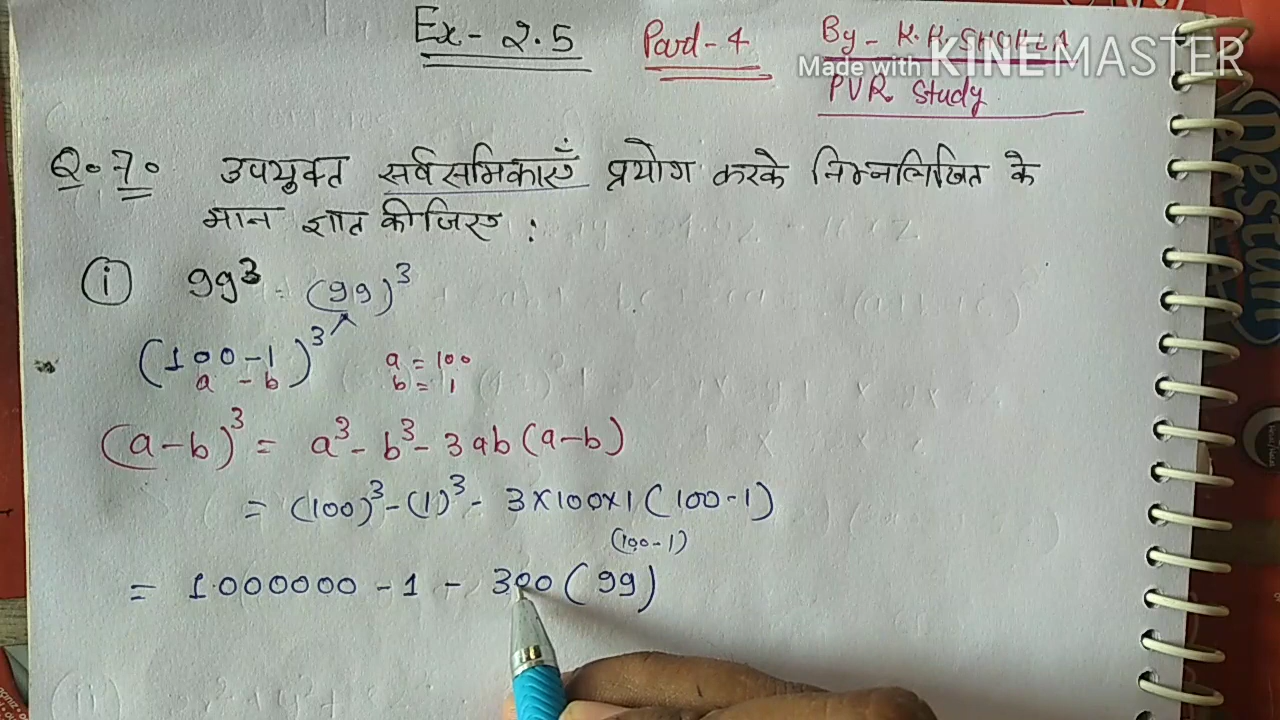 Ex- 2.5 Part-4 By- K.K. SHUKLA
Made with KINEMASTER
PVR Study
Q.7. उपयुक्त सर्वसमिकाएँ प्रयोग करके निम्नलिखित के
मान ज्ञात कीजिए :
(i) 99³ = (99)³
(100-1)³ a = 100
a - b b = 1
(a-b)³ = a³ - b³ - 3ab(a-b)
= (100)³ - (1)³ - 3×100×1(100-1)
(100-1)
= 1000000 - 1 - 300(99)